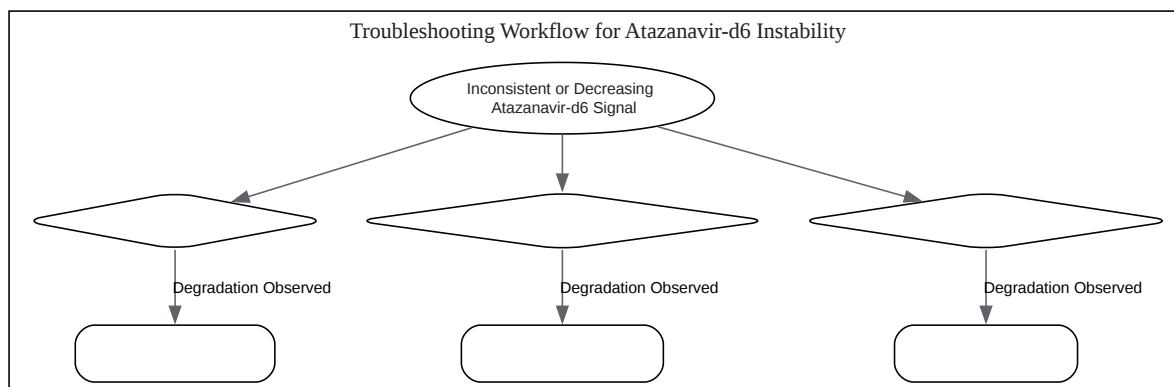 Troubleshooting Workflow for Atazanavir-d6 Instability
Inconsistent or Decreasing
Atazanavir-d6 Signal
Degradation Observed
Degradation Observed
Degradation Observed